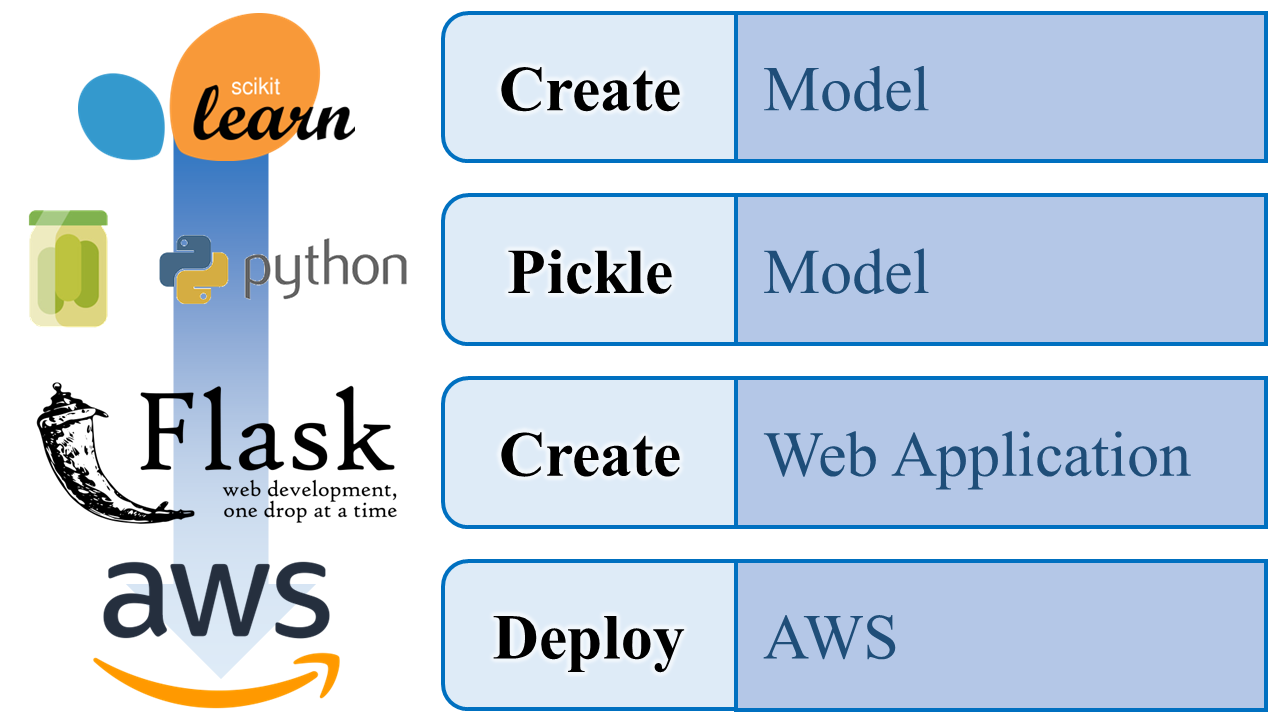 scikit
learn
Create Model
python
Pickle Model
Flask
web development,
one drop at a time
Create Web Application
aws
Deploy AWS